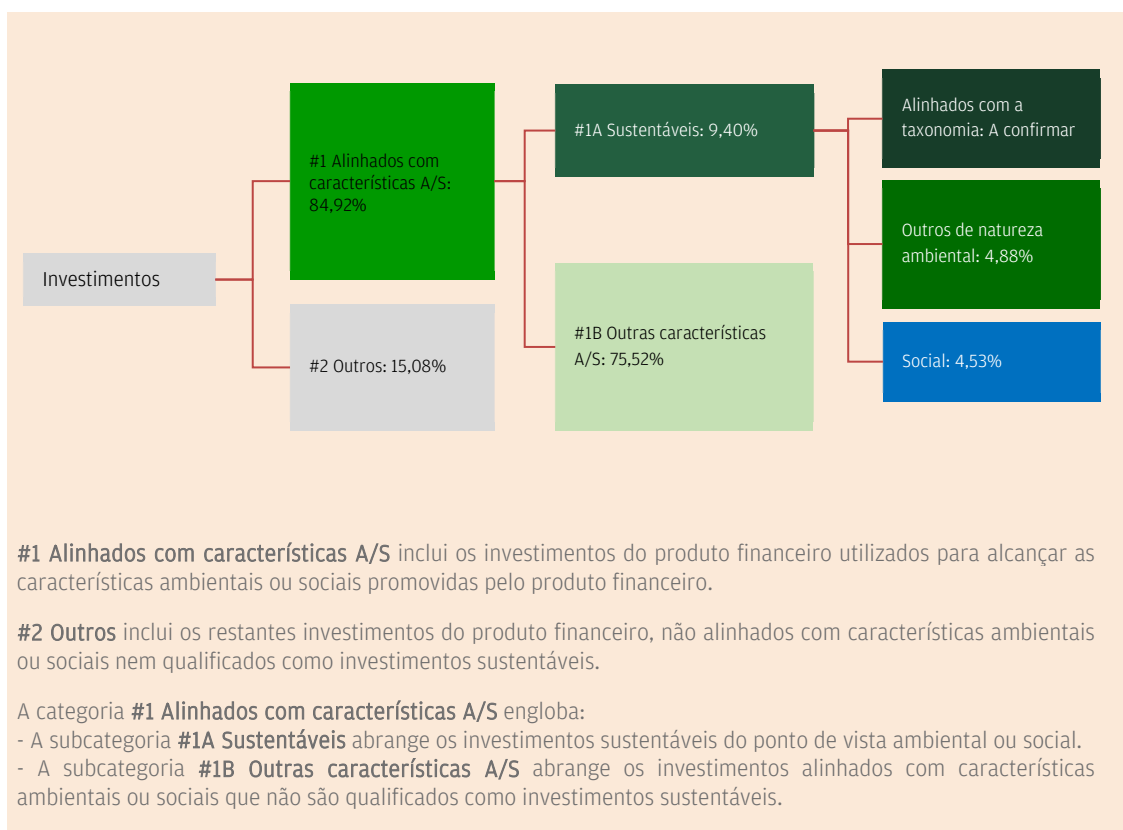 Investimentos
#1 Alinhados com
características A/S:
84,92%
#2 Outros: 15,08%
#1A Sustentáveis: 9,40%
#1B Outras características
A/S: 75,52%
Alinhados com a
taxonomia: A confirmar
Outros de natureza
ambiental: 4,88%
Social: 4,53%
#1 Alinhados com características A/S inclui os investimentos do produto financeiro utilizados para alcançar as
características ambientais ou sociais promovidas pelo produto financeiro.
#2 Outros inclui os restantes investimentos do produto financeiro, não alinhados com características ambientais
ou sociais nem qualificados como investimentos sustentáveis.
A categoria #1 Alinhados com características A/S engloba:
- A subcategoria #1A Sustentáveis abrange os investimentos sustentáveis do ponto de vista ambiental ou social.
- A subcategoria #1B Outras características A/S abrange os investimentos alinhados com características
ambientais ou sociais que não são qualificados como investimentos sustentáveis.